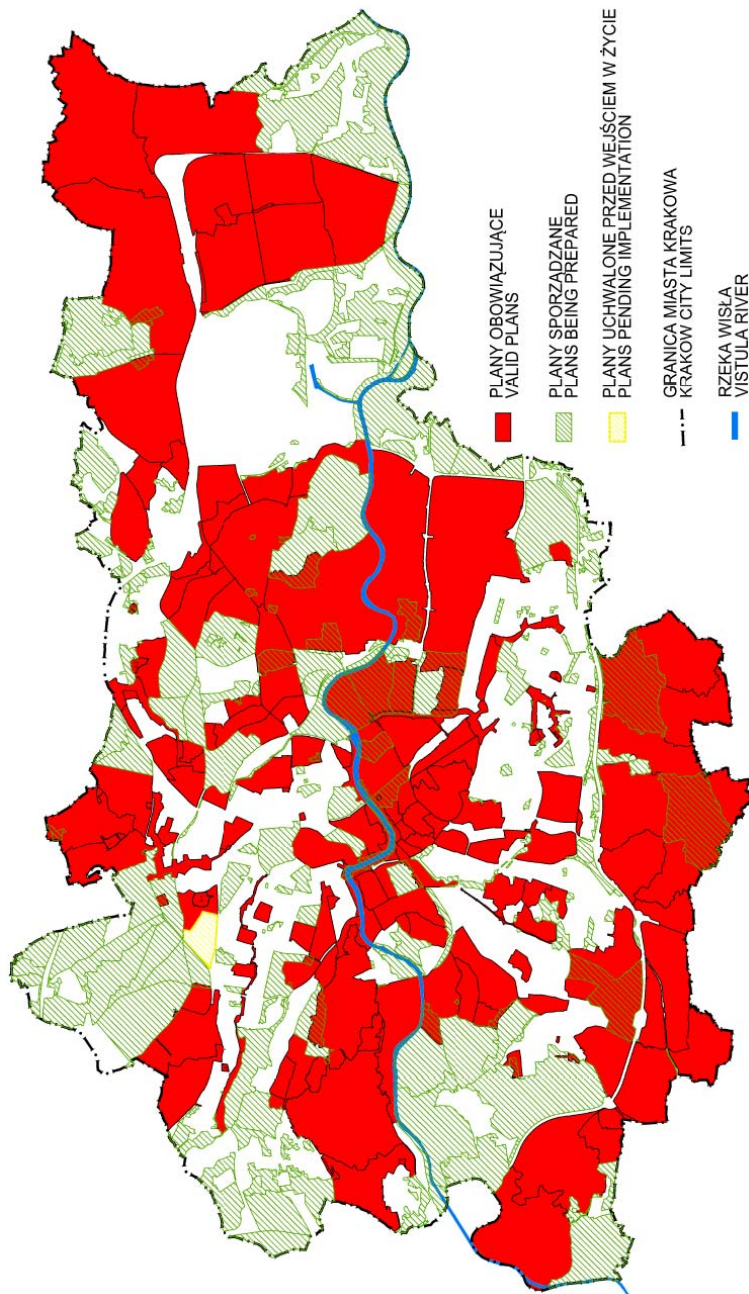 PLANY OBOWIĄZUJĄCE
VALID PLANS
PLANY SPORZĄDZANE
PLANS BEING PREPARED
PLANY UCHWALONE PRZED WEJŚCIEM W ŻYCIE
PLANS PENDING IMPLEMENTATION
GRANICA MIASTA KRAKOWA
KRAKOW CITY LIMITS
RZEKA WISŁA
VISTULA RIVER